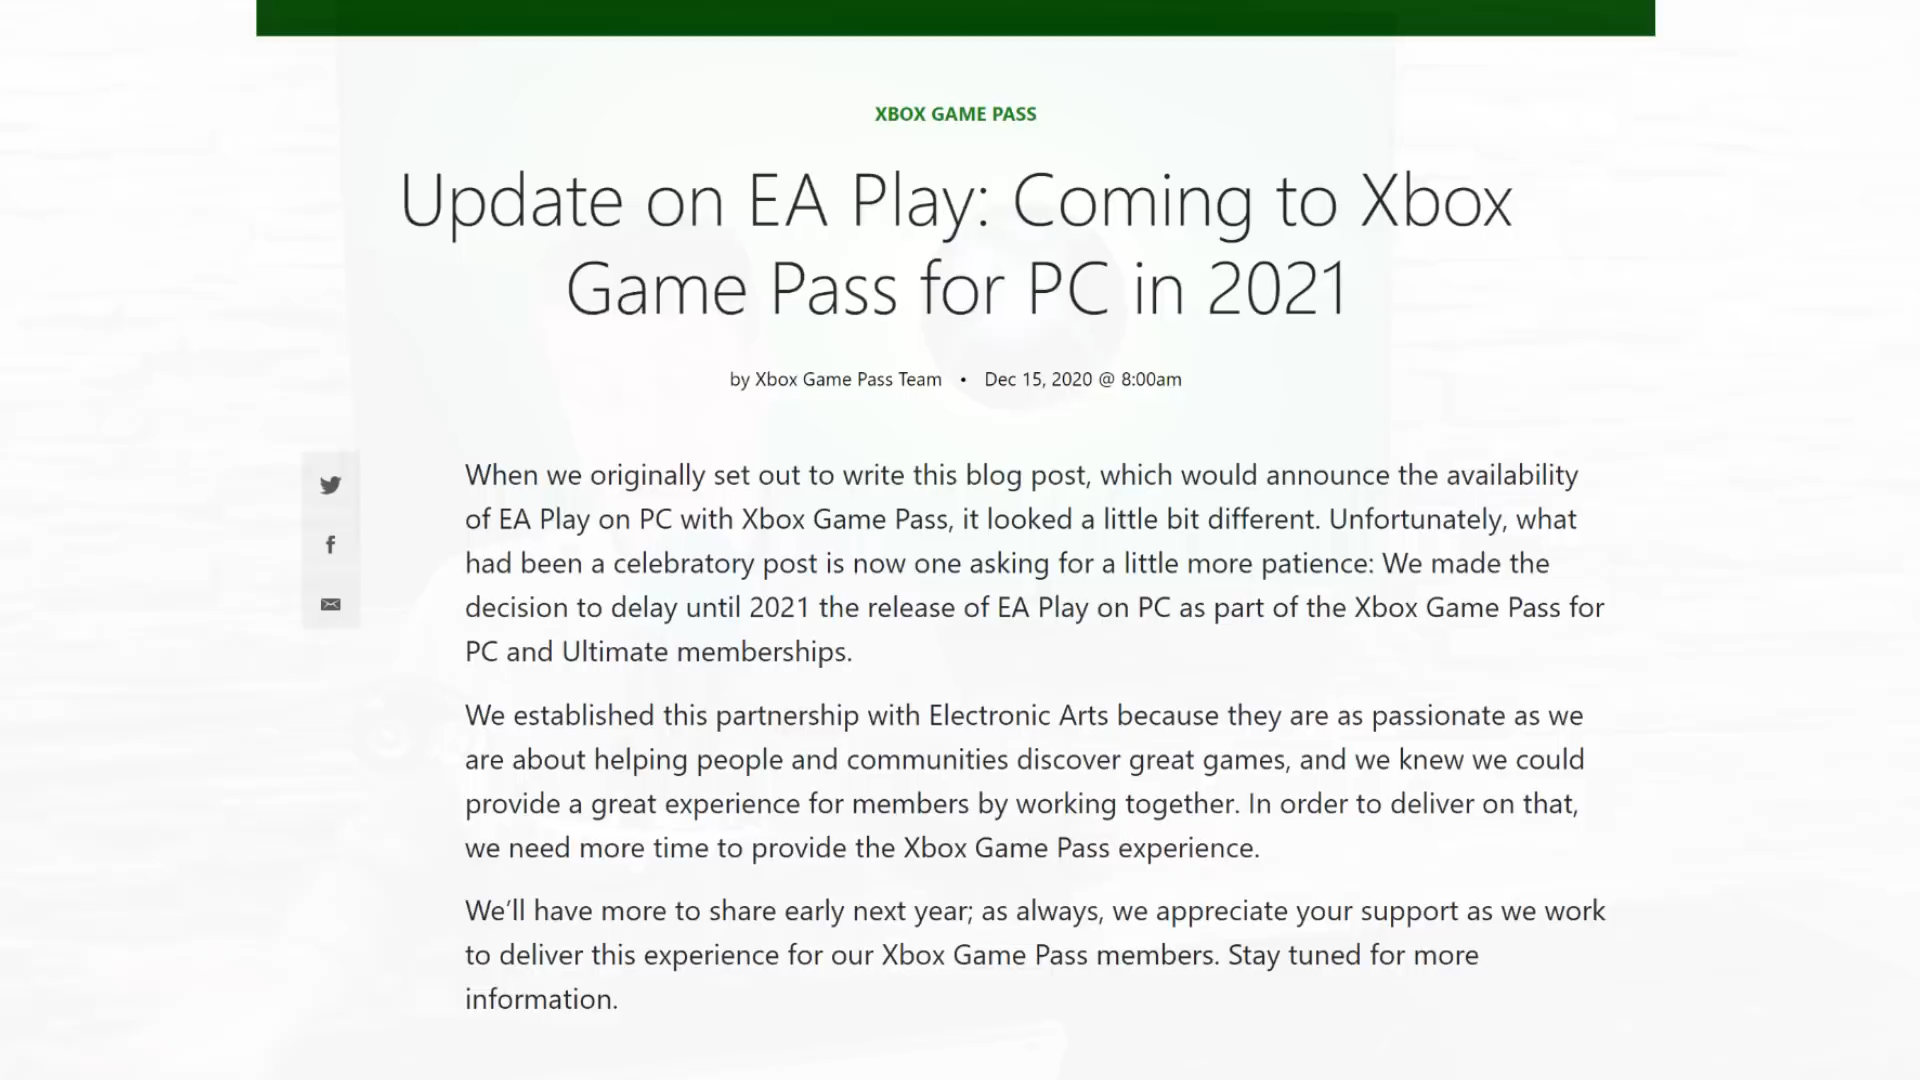 XBOX GAME PASS
Update on EA Play: Coming to Xbox
Game Pass for PC in 2021
by Xbox Game Pass Team • Dec 15, 2020 @ 8:00am
When we originally set out to write this blog post, which would announce the availability
of EA Play on PC with Xbox Game Pass, it looked a little bit different. Unfortunately, what
had been a celebratory post is now one asking for a little more patience: We made the
decision to delay until 2021 the release of EA Play on PC as part of the Xbox Game Pass for
PC and Ultimate memberships.
We established this partnership with Electronic Arts because they are as passionate as we
are about helping people and communities discover great games, and we knew we could
provide a great experience for members by working together. In order to deliver on that,
we need more time to provide the Xbox Game Pass experience.
We’ll have more to share early next year; as always, we appreciate your support as we work
to deliver this experience for our Xbox Game Pass members. Stay tuned for more
information.